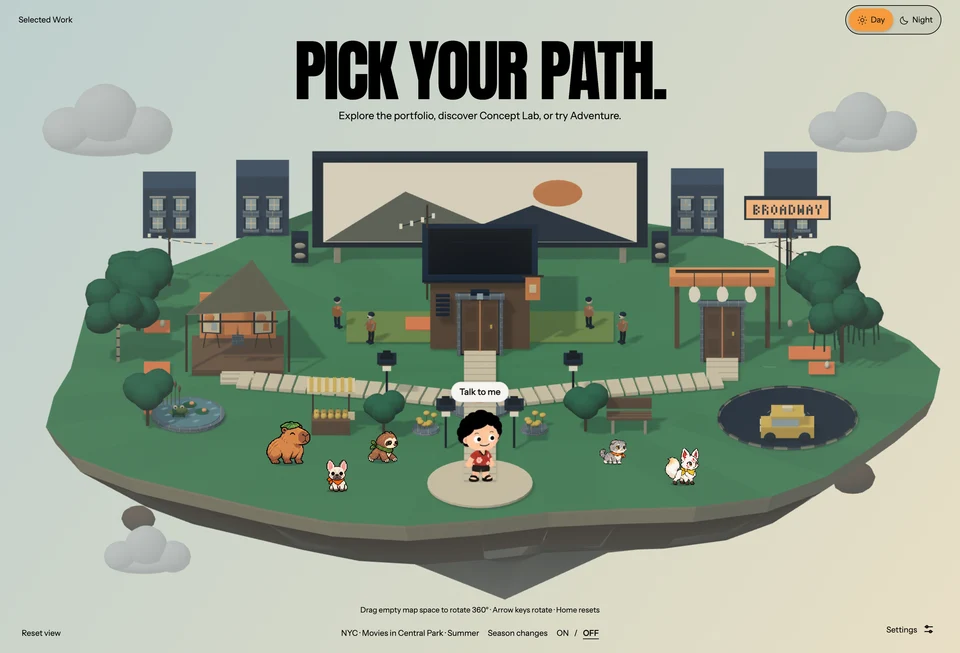 Selected Work
Day
Night
PICK YOUR PATH.
Explore the portfolio, discover Concept Lab, or try Adventure.
BROADWAY
Talk to me
Drag empty map space to rotate 360° · Arrow keys rotate · Home resets
Reset view
NYC · Movies in Central Park · Summer
Season changes
ON / OFF
Settings